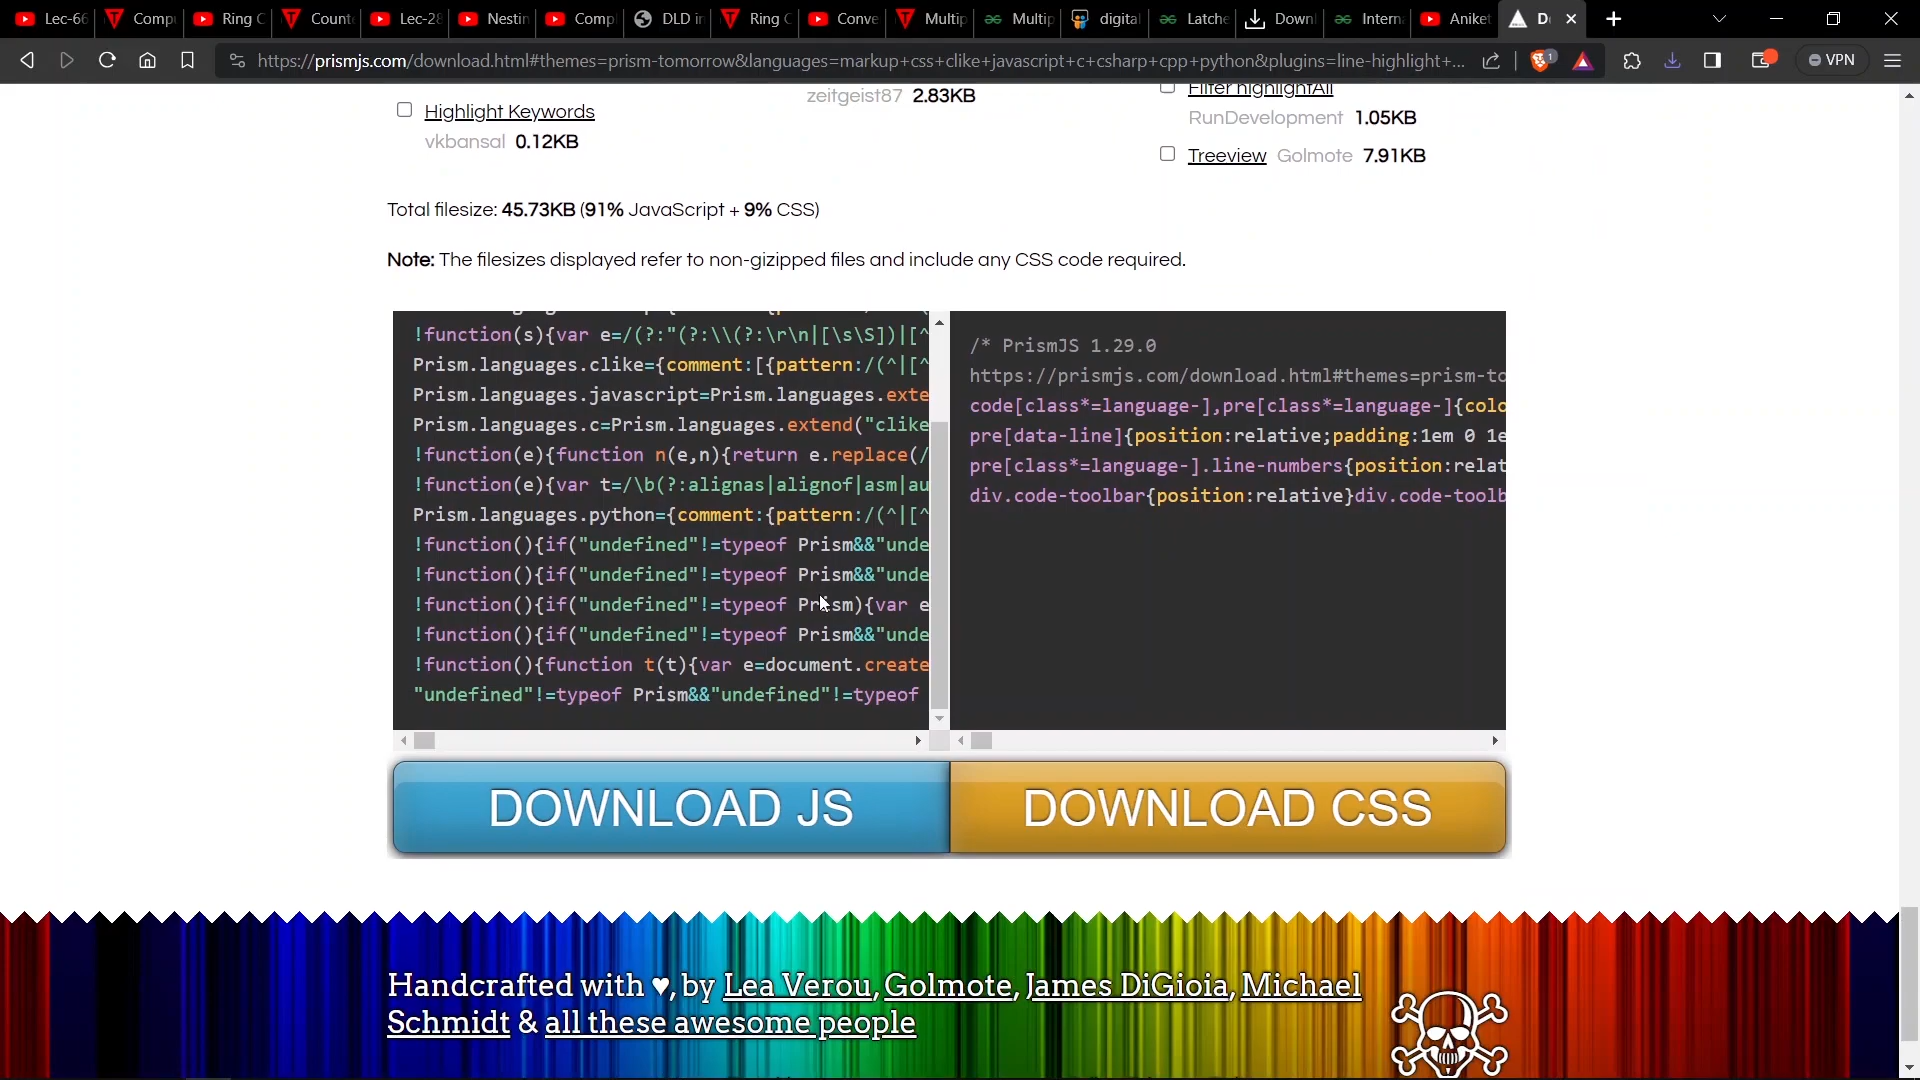 Lec-66
Compu
Ring C
Count
Lec-28
Nestin
Comp
DLD in
Ring C
Conve
Multip
Multip
digital
Latche
Downl
Intern
Aniket
Do
https://prismjs.com/download.html#themes=prism-tomorrow&languages=markup+css+clike+javascript+c+csharp+cpp+python&plugins=line-highlight+...
1
VPN
zeitgeist87 2.83KB
Filter highlightAll
Highlight Keywords
RunDevelopment 1.05KB
vkbansal 0.12KB
Treeview Golmote 7.91KB
Total filesize: 45.73KB (91% JavaScript + 9% CSS)
Note: The filesizes displayed refer to non-gizipped files and include any CSS code required.
!function(s){var e=/(?:"(?:\\(?:\r\n|[\s\S])|[^
Prism.languages.clike={comment:[{pattern:/(^|[^
Prism.languages.javascript=Prism.languages.exte
Prism.languages.c=Prism.languages.extend("clike
!function(e){function n(e,n){return e.replace(/
!function(e){var t=/\b(?:alignas|alignof|asm|au
Prism.languages.python={comment:{pattern:/(^|[^
!function(){if("undefined"!=typeof Prism&&"unde
!function(){if("undefined"!=typeof Prism&&"unde
!function(){if("undefined"!=typeof Prism){var e
!function(){if("undefined"!=typeof Prism&&"unde
!function(){function t(t){var e=document.create
"undefined"!=typeof Prism&&"undefined"!=typeof
/* PrismJS 1.29.0
https://prismjs.com/download.html#themes=prism-to
code[class*=language-],pre[class*=language-]{colo
pre[data-line]{position:relative;padding:1em 0 1e
pre[class*=language-].line-numbers{position:relat
div.code-toolbar{position:relative}div.code-toolb
DOWNLOAD JS
DOWNLOAD CSS
Handcrafted with ♥, by Lea Verou, Golmote, James DiGioia, Michael
Schmidt & all these awesome people